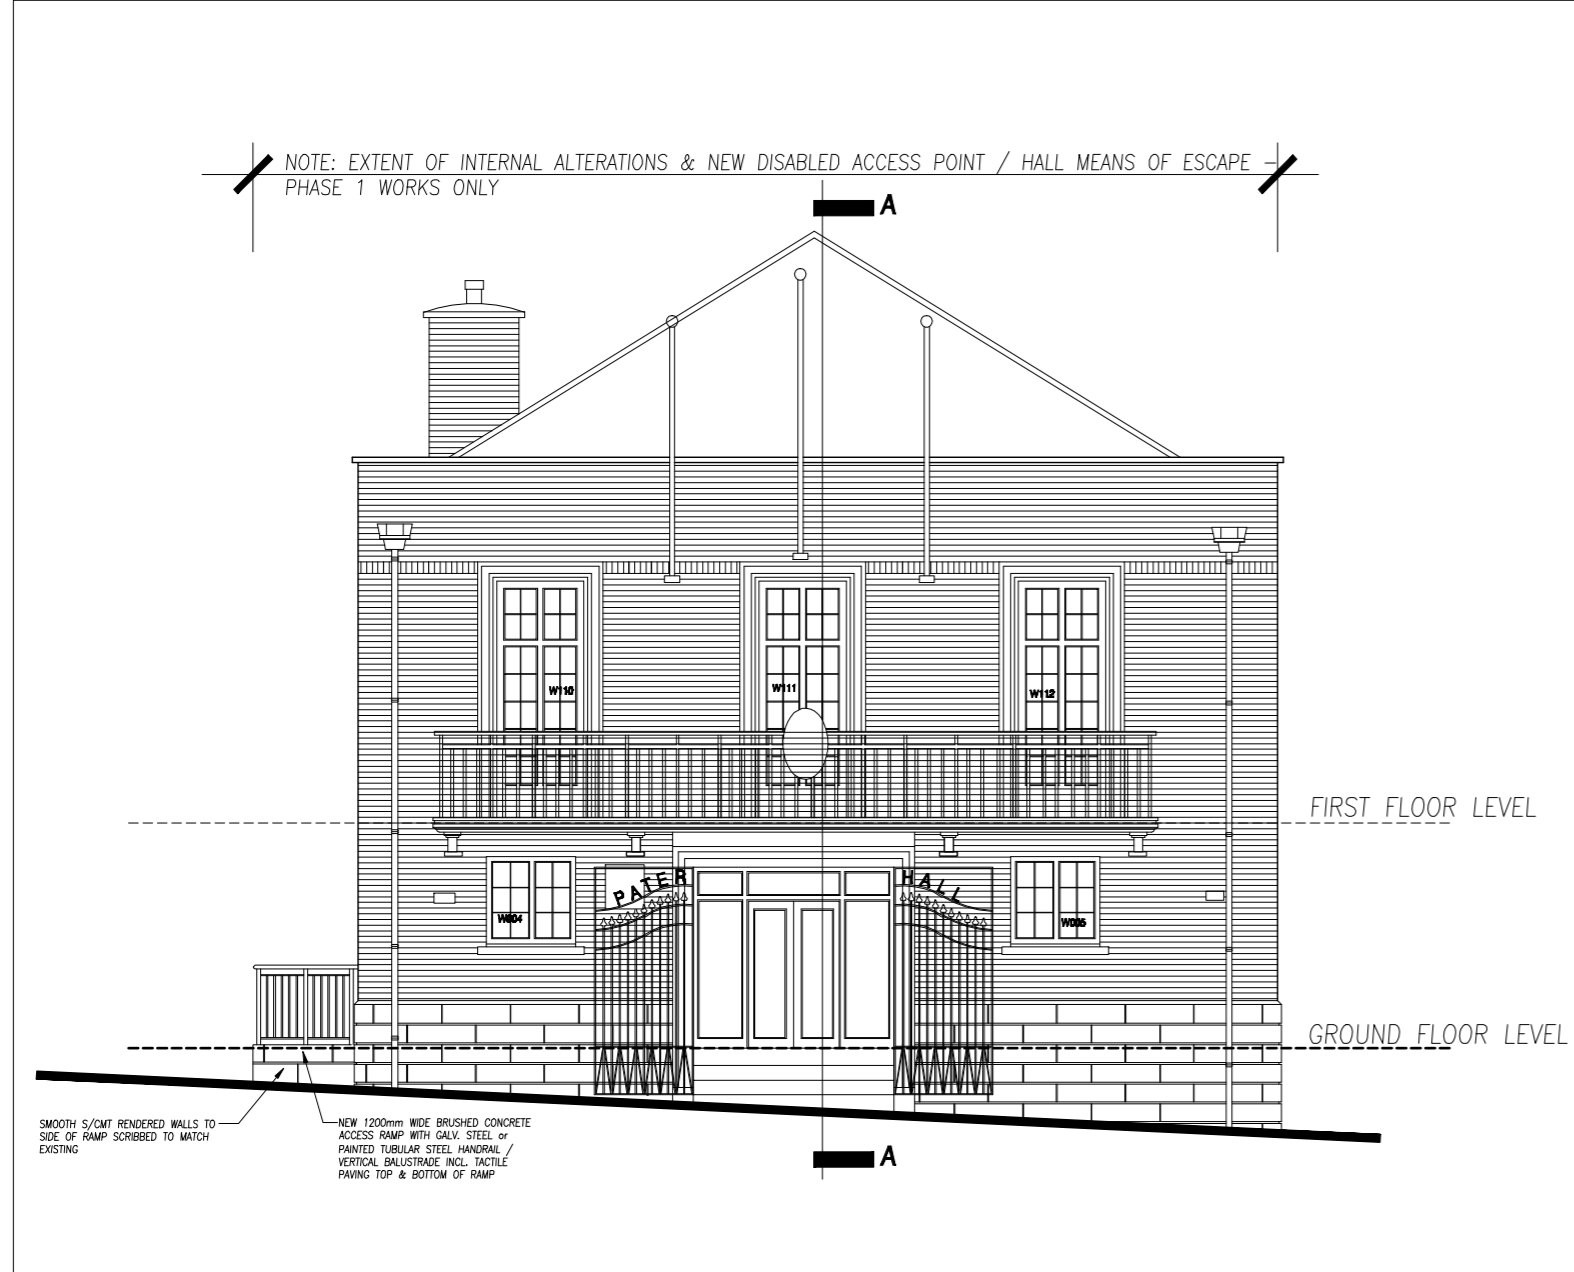 NOTE: EXTENT OF INTERNAL ALTERATIONS & NEW DISABLED ACCESS POINT / HALL MEANS OF ESCAPE -
PHASE 1 WORKS ONLY
A
W110
W111
W112
FIRST FLOOR LEVEL
PATER HALL
W004
W005
GROUND FLOOR LEVEL
SMOOTH S/CMT RENDERED WALLS TO
SIDE OF RAMP SCRIBBED TO MATCH
EXISTING
NEW 1200mm WIDE BRUSHED CONCRETE
ACCESS RAMP WITH GALV. STEEL or
PAINTED TUBULAR STEEL HANDRAIL /
VERTICAL BALUSTRADE INCL. TACTILE
PAVING TOP & BOTTOM OF RAMP
A